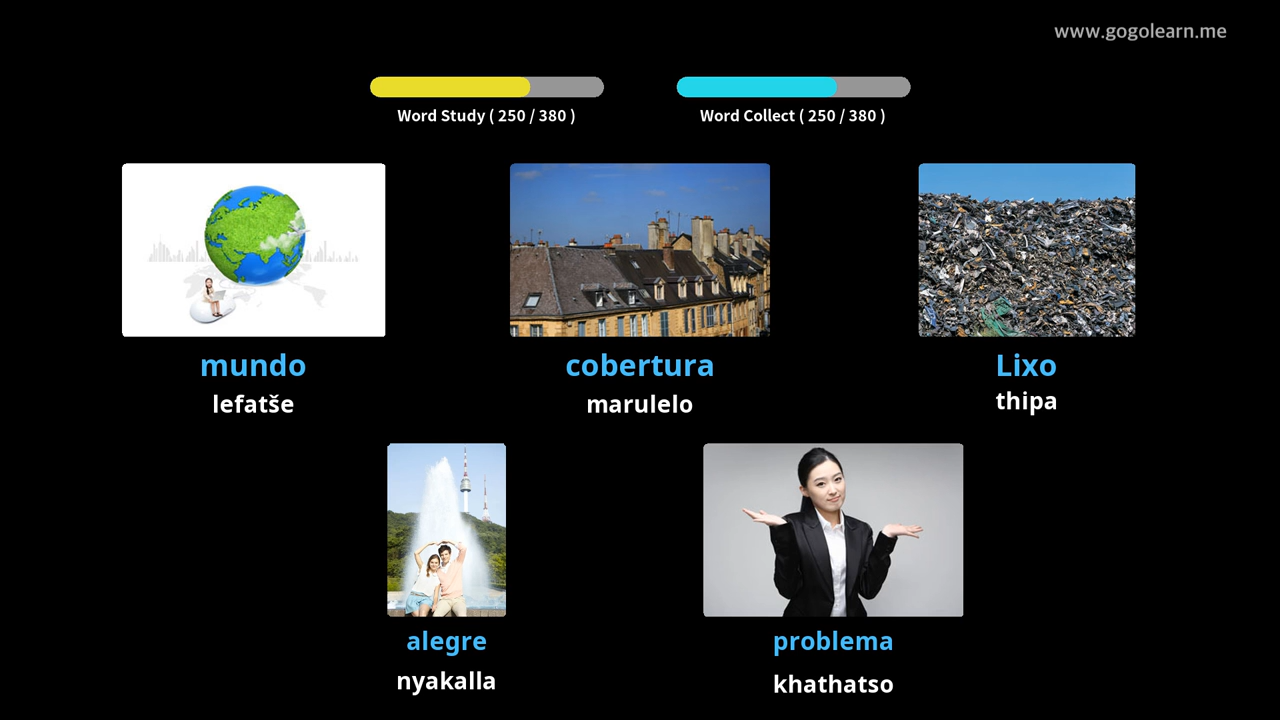 www.gogolearn.me
Word Study ( 250 / 380 )
Word Collect ( 250 / 380 )
mundo
lefatše
cobertura
marulelo
Lixo
thipa
alegre
nyakalla
problema
khathatso